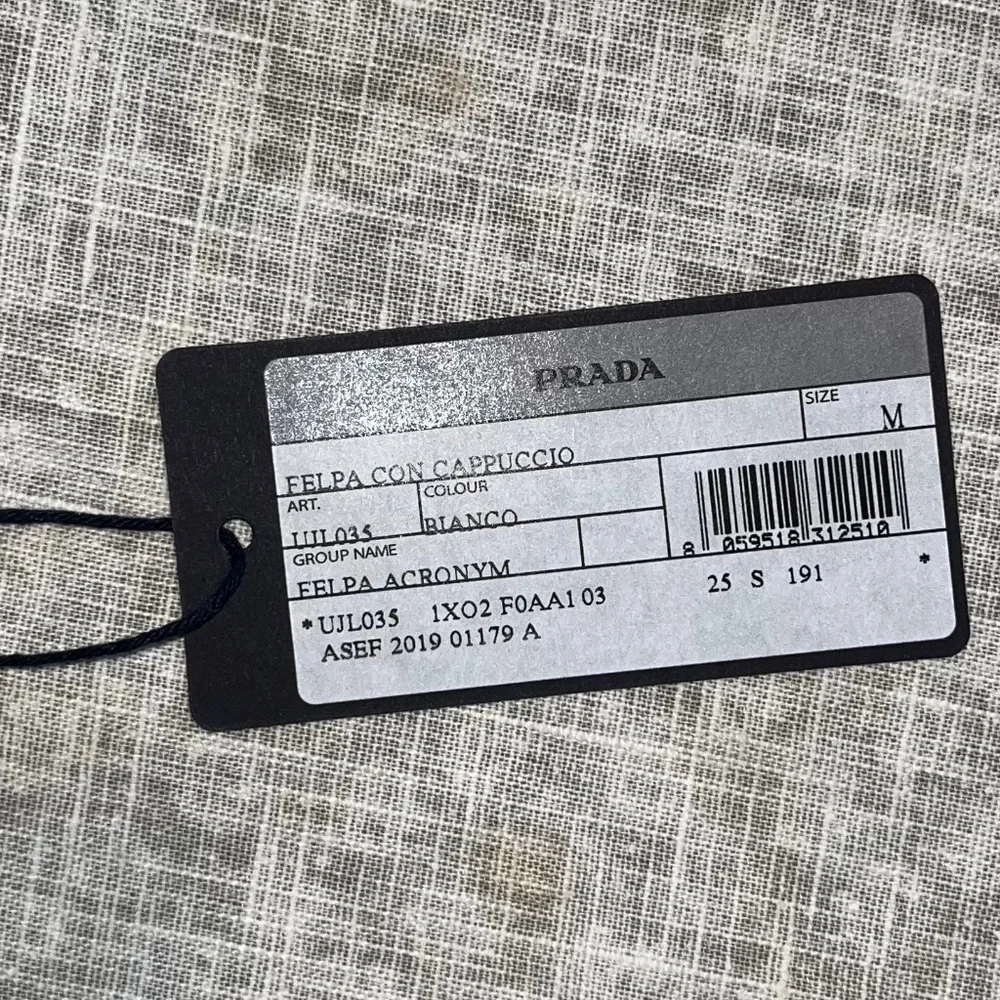 PRADA
SIZE
M
FELPA CON CAPPUCCIO
ART.
UJL035
COLOUR
BIANCO
8 059518 312510
GROUP NAME
FELPA ACRONYM
*UJL035 1XO2 F0AA1 03 25 S 191 *
ASEF 2019 01179 A